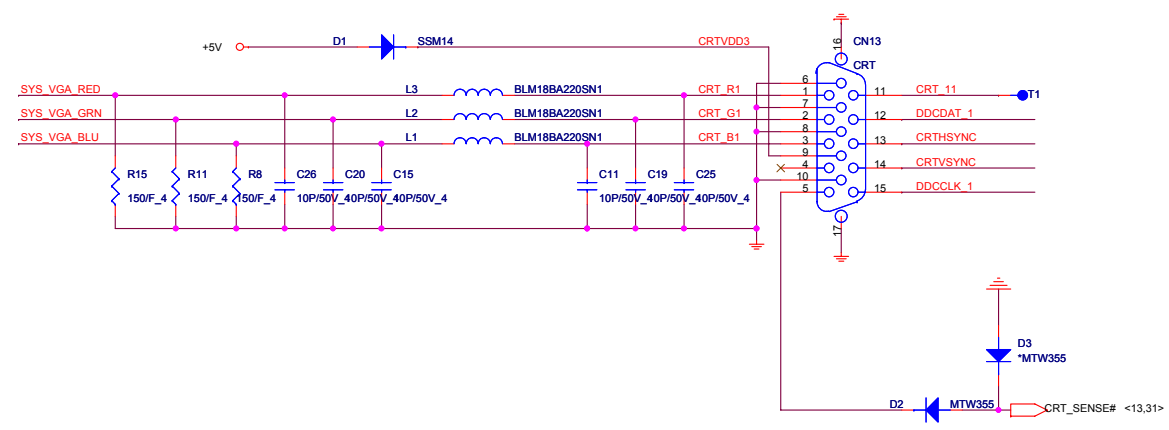 +5V D1 SSM14 CRTVDD3 16 CN13
CRT
SYS_VGA_RED L3 BLM18BA220SN1 CRT_R1 6 1 11 CRT_11 T1
SYS_VGA_GRN L2 BLM18BA220SN1 CRT_G1 7 2 12 DDCDAT_1
SYS_VGA_BLU L1 BLM18BA220SN1 CRT_B1 8 3 13 CRTHSYNC
9 4 14 CRTVSYNC
10 5 15 DDCCLK_1
R15 R11 R8 C26 C20 C15 C11 C19 C25
150/F_4 150/F_4 150/F_4 10P/50V_4 0P/50V_4 0P/50V_4 10P/50V_4 0P/50V_4 0P/50V_4
17
D3
*MTW355
D2 MTW355 CRT_SENSE# <13,31>